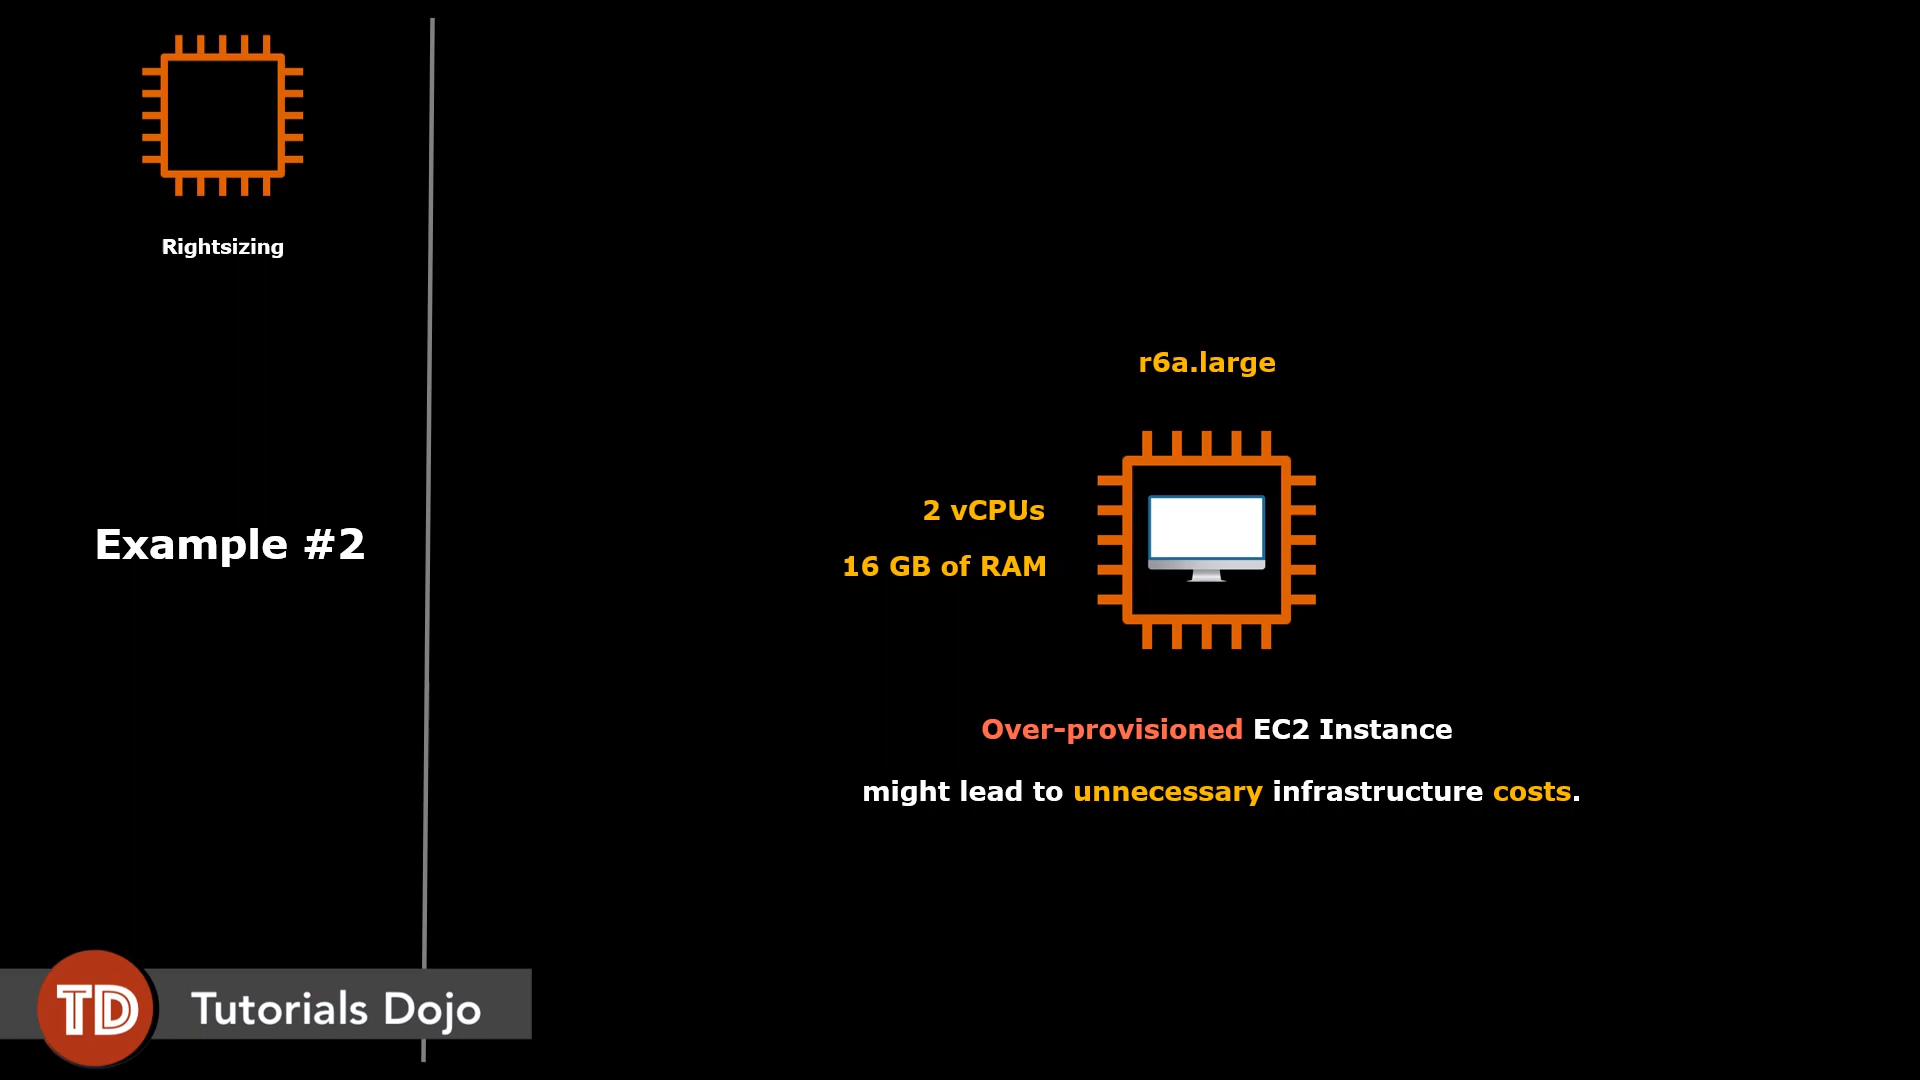 Rightsizing
Example #2
r6a.large
2 vCPUs
16 GB of RAM
Over-provisioned EC2 Instance
might lead to unnecessary infrastructure costs.
TD Tutorials Dojo